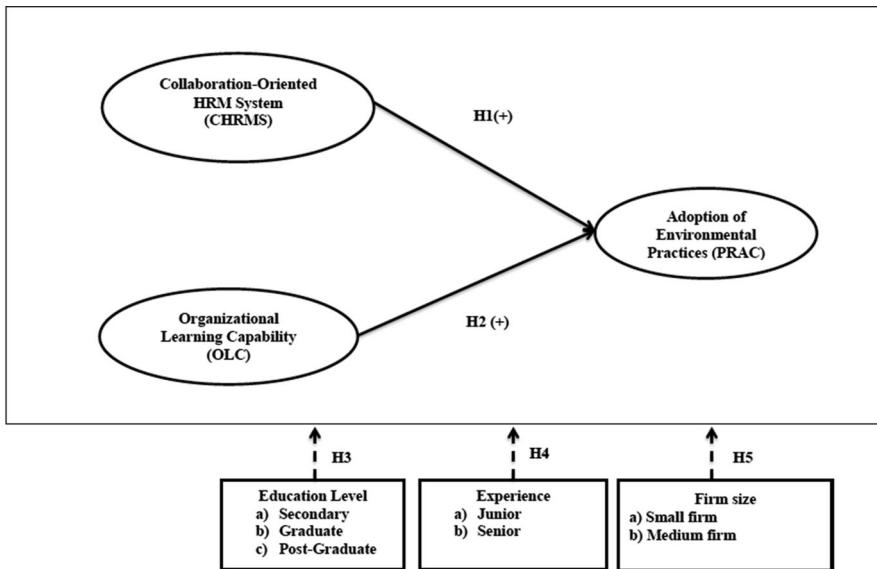 Collaboration-Oriented
HRM System
(CHRMS)
H1(+)
Adoption of
Environmental
Practices (PRAC)
Organizational
Learning Capability
(OLC)
H2 (+)
H3
H4
H5
Education Level
a) Secondary
b) Graduate
c) Post-Graduate
Experience
a) Junior
b) Senior
Firm size
a) Small firm
b) Medium firm